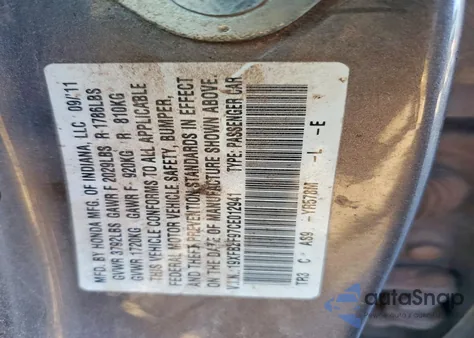 MFD. BY HONDA MFG. OF INDIANA, LLC 09/11
GVWR 3792LBS GAWR F 2029LBS R 1786LBS
GVWR 1720KG GAWR F 920KG R 810KG
THIS VEHICLE CONFORMS TO ALL APPLICABLE
FEDERAL MOTOR VEHICLE SAFETY, BUMPER,
AND THEFT PREVENTION STANDARDS IN EFFECT
ON THE DATE OF MANUFACTURE SHOWN ABOVE.
V.I.N. TYPE: PASSENGER CAR
TR3 C AS9 -YR578M -L -E
autaSnap